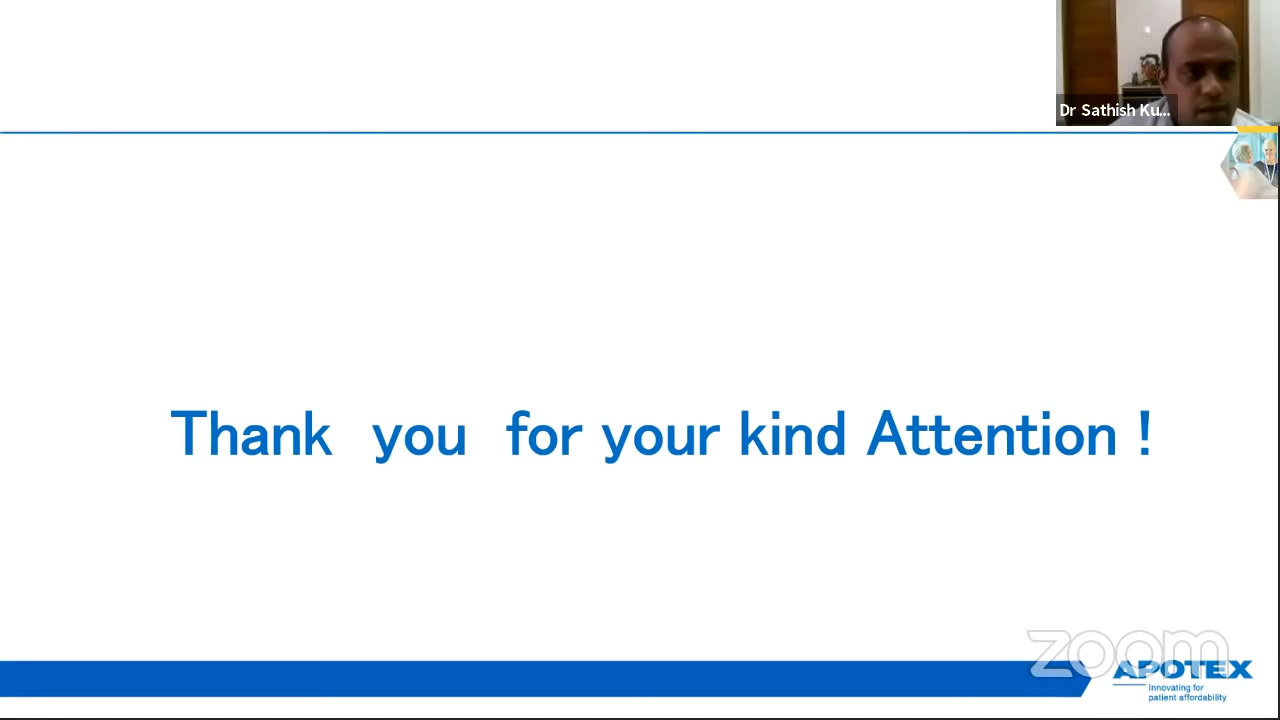 Dr Sathish Ku...
Thank you for your kind Attention !
zoom
APOTEX
Innovating for
patient affordability